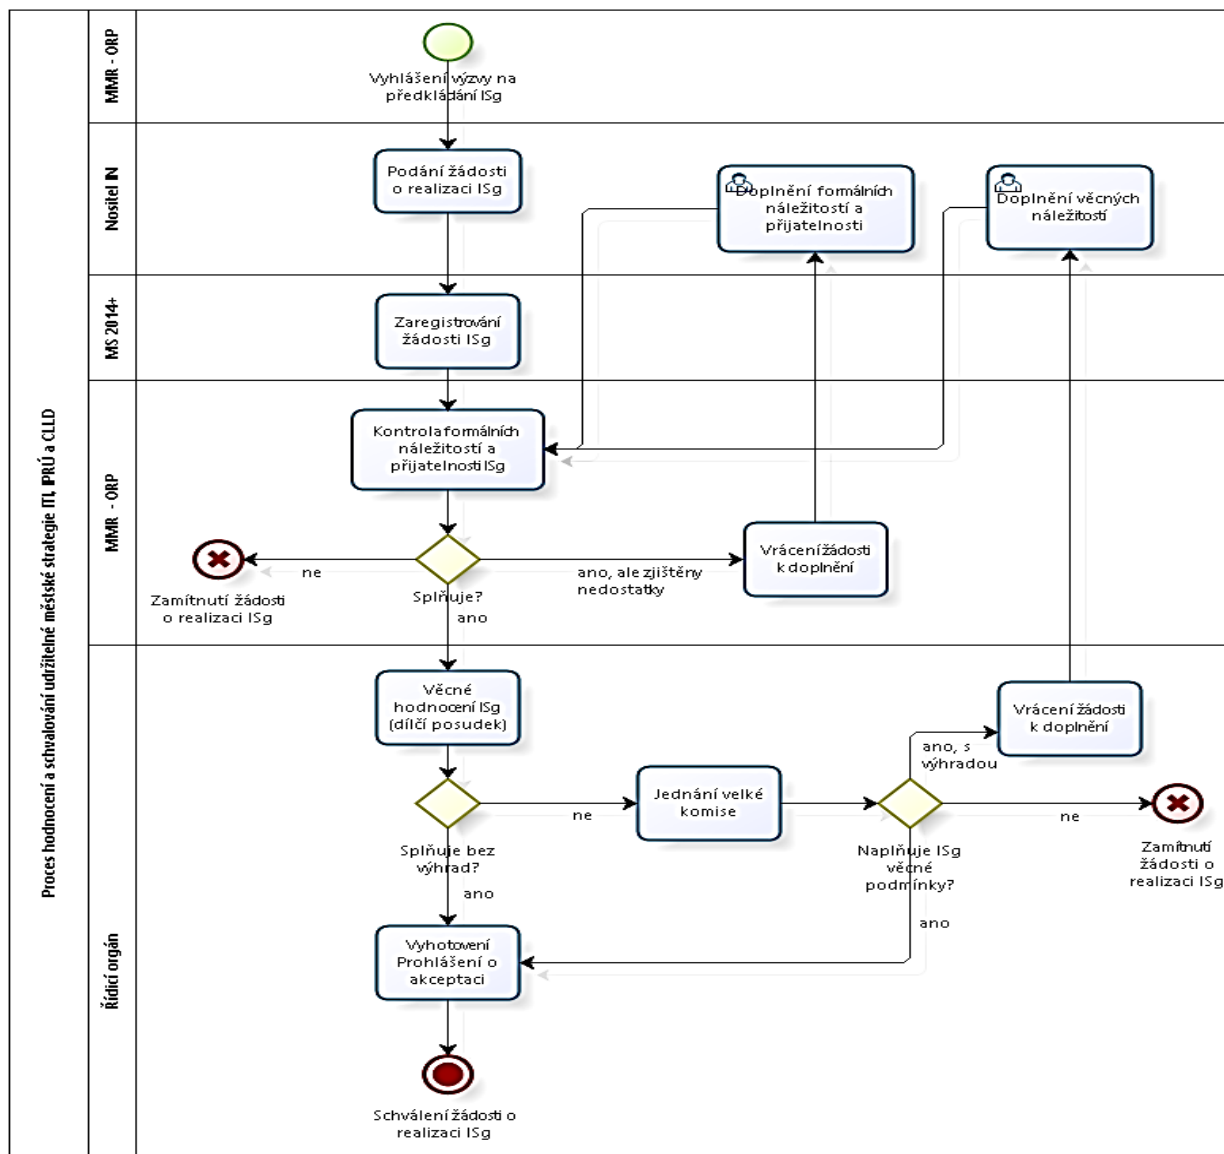 Proces hodnocení a schvalování udržitelné městské strategie ITI, IPRÚ a CLLD
MMR - ORP
Vyhlášení výzvy na
předkládání ISg
Nositel IN
Podání žádosti
o realizaci ISg
Doplnění formálních
náležitostí a
přijatelnosti
Doplnění věcných
náležitostí
MS 2014+
Zaregistrování
žádosti ISg
MMR - ORP
Kontrola formálních
náležitostí a
přijatelnosti ISg
Splňuje?
ne
Zamítnutí žádosti
o realizaci ISg
ano, ale zjištěny
nedostatky
Vrácení žádosti
k doplnění
ano
Řídicí orgán
Věcné
hodnocení ISg
(dílčí posudek)
Splňuje bez
výhrad?
ne
Jednání velké
komise
Naplňuje ISg
věcné
podmínky?
ano, s
výhradou
Vrácení žádosti
k doplnění
ne
Zamítnutí
žádosti o
realizaci ISg
ano
ano
Vyhotovení
Prohlášení o
akceptaci
Schválení žádosti o
realizaci ISg